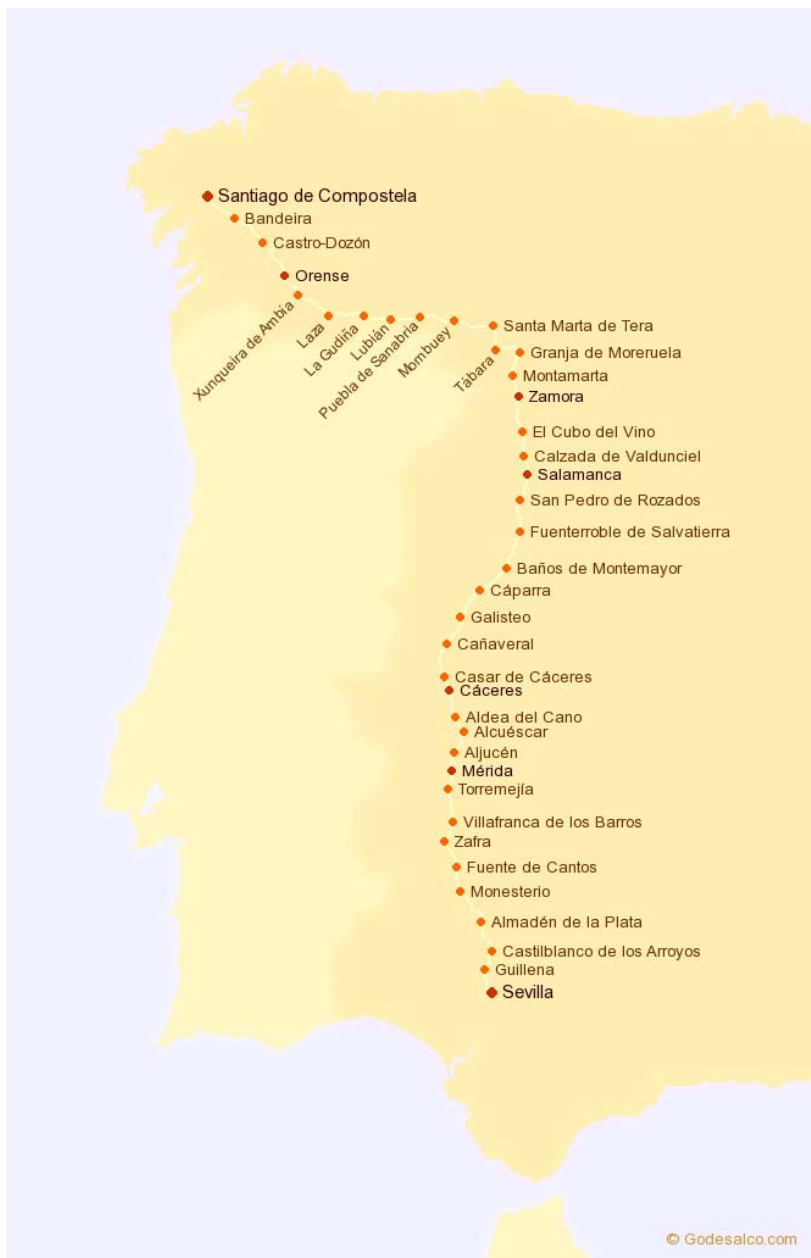 Santiago de Compostela
Bandeira
Castro-Dozón
Orense
Xunqueira de Ambía
Laza
La Gudiña
Lubián
Puebla de Sanabria
Mombuey
Santa Marta de Tera
Tábara
Granja de Moreruela
Montamarta
Zamora
El Cubo del Vino
Calzada de Valdunciel
Salamanca
San Pedro de Rozados
Fuenterroble de Salvatierra
Baños de Montemayor
Cáparra
Galisteo
Cañaveral
Casar de Cáceres
Cáceres
Aldea del Cano
Alcuéscar
Aljucén
Mérida
Torremejía
Villafranca de los Barros
Zafra
Fuente de Cantos
Monesterio
Almadén de la Plata
Castilblanco de los Arroyos
Guillena
Sevilla
© Godesalco.com